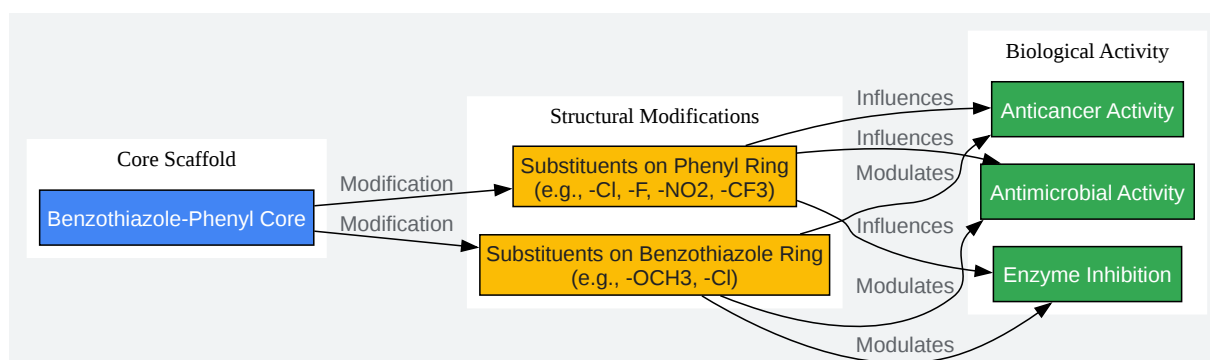 Core Scaffold
Benzothiazole-Phenyl Core
Modification
Modification
Structural Modifications
Substituents on Phenyl Ring
(e.g., -Cl, -F, -NO2, -CF3)
Substituents on Benzothiazole Ring
(e.g., -OCH3, -Cl)
Influences
Influences
Modulates
Influences
Modulates
Modulates
Biological Activity
Anticancer Activity
Antimicrobial Activity
Enzyme Inhibition